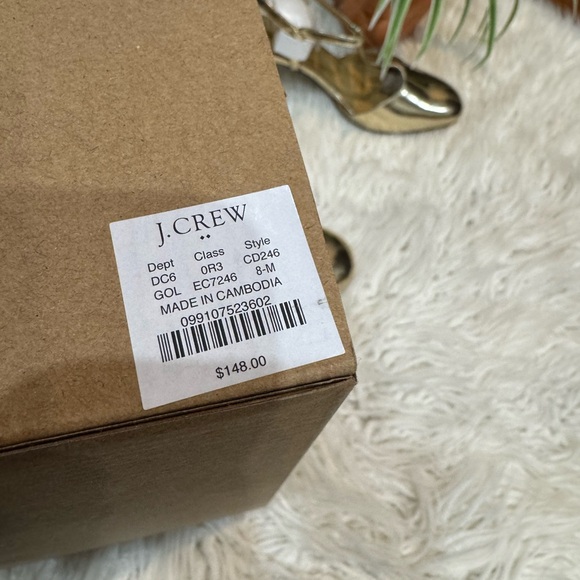 J.CREW
Dept Class Style
DC6 0R3 CD246
GOL EC7246 8-M
MADE IN CAMBODIA
099107523602
$148.00